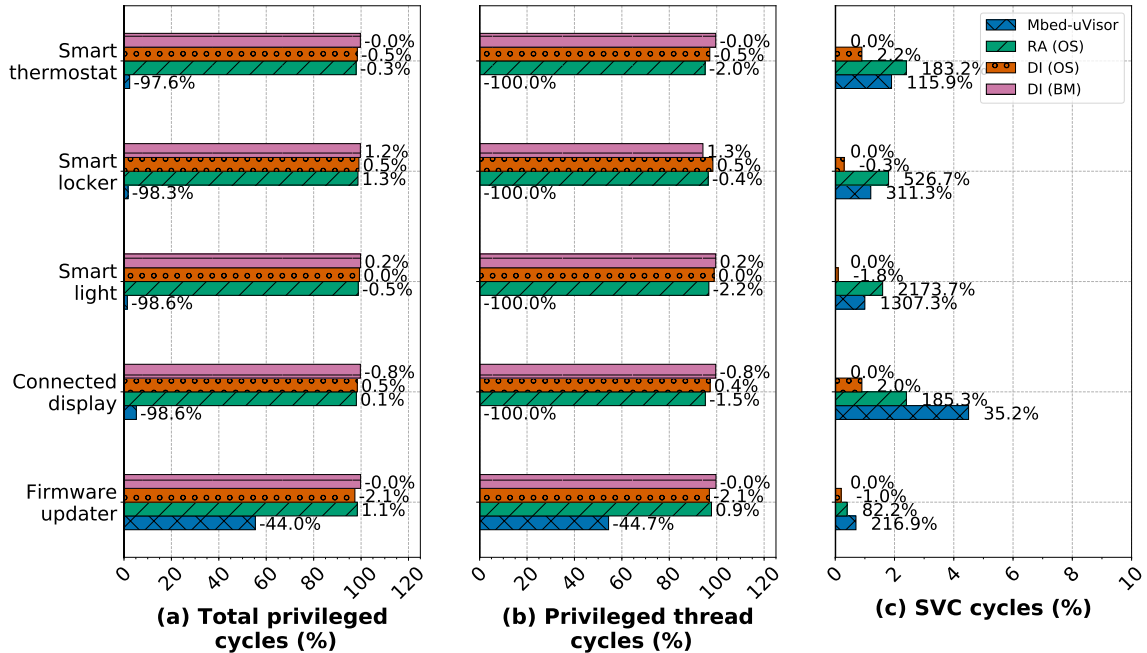 Mbed-uVisor
RA (OS)
DI (OS)
DI (BM)
Smart
thermostat
-0.0%
-0.5%
-0.3%
-97.6%
-0.0%
-0.5%
-2.0%
-100.0%
0.0%
2.2%
183.2%
115.9%
Smart
locker
1.2%
0.5%
1.3%
-98.3%
1.3%
0.5%
-0.4%
-100.0%
0.0%
-0.3%
526.7%
311.3%
Smart
light
0.2%
0.0%
-0.5%
-98.6%
0.2%
0.0%
-2.2%
-100.0%
0.0%
-1.8%
2173.7%
1307.3%
Connected
display
-0.8%
0.5%
0.1%
-98.6%
-0.8%
0.4%
-1.5%
-100.0%
0.0%
2.0%
185.3%
35.2%
Firmware
updater
-0.0%
-2.1%
1.1%
-44.0%
-0.0%
-2.1%
0.9%
-44.7%
0.0%
-1.0%
82.2%
216.9%
0 20 40 60 80 100 120
0 20 40 60 80 100 120
0 2 4 6 8 10
(a) Total privileged
cycles (%)
(b) Privileged thread
cycles (%)
(c) SVC cycles (%)